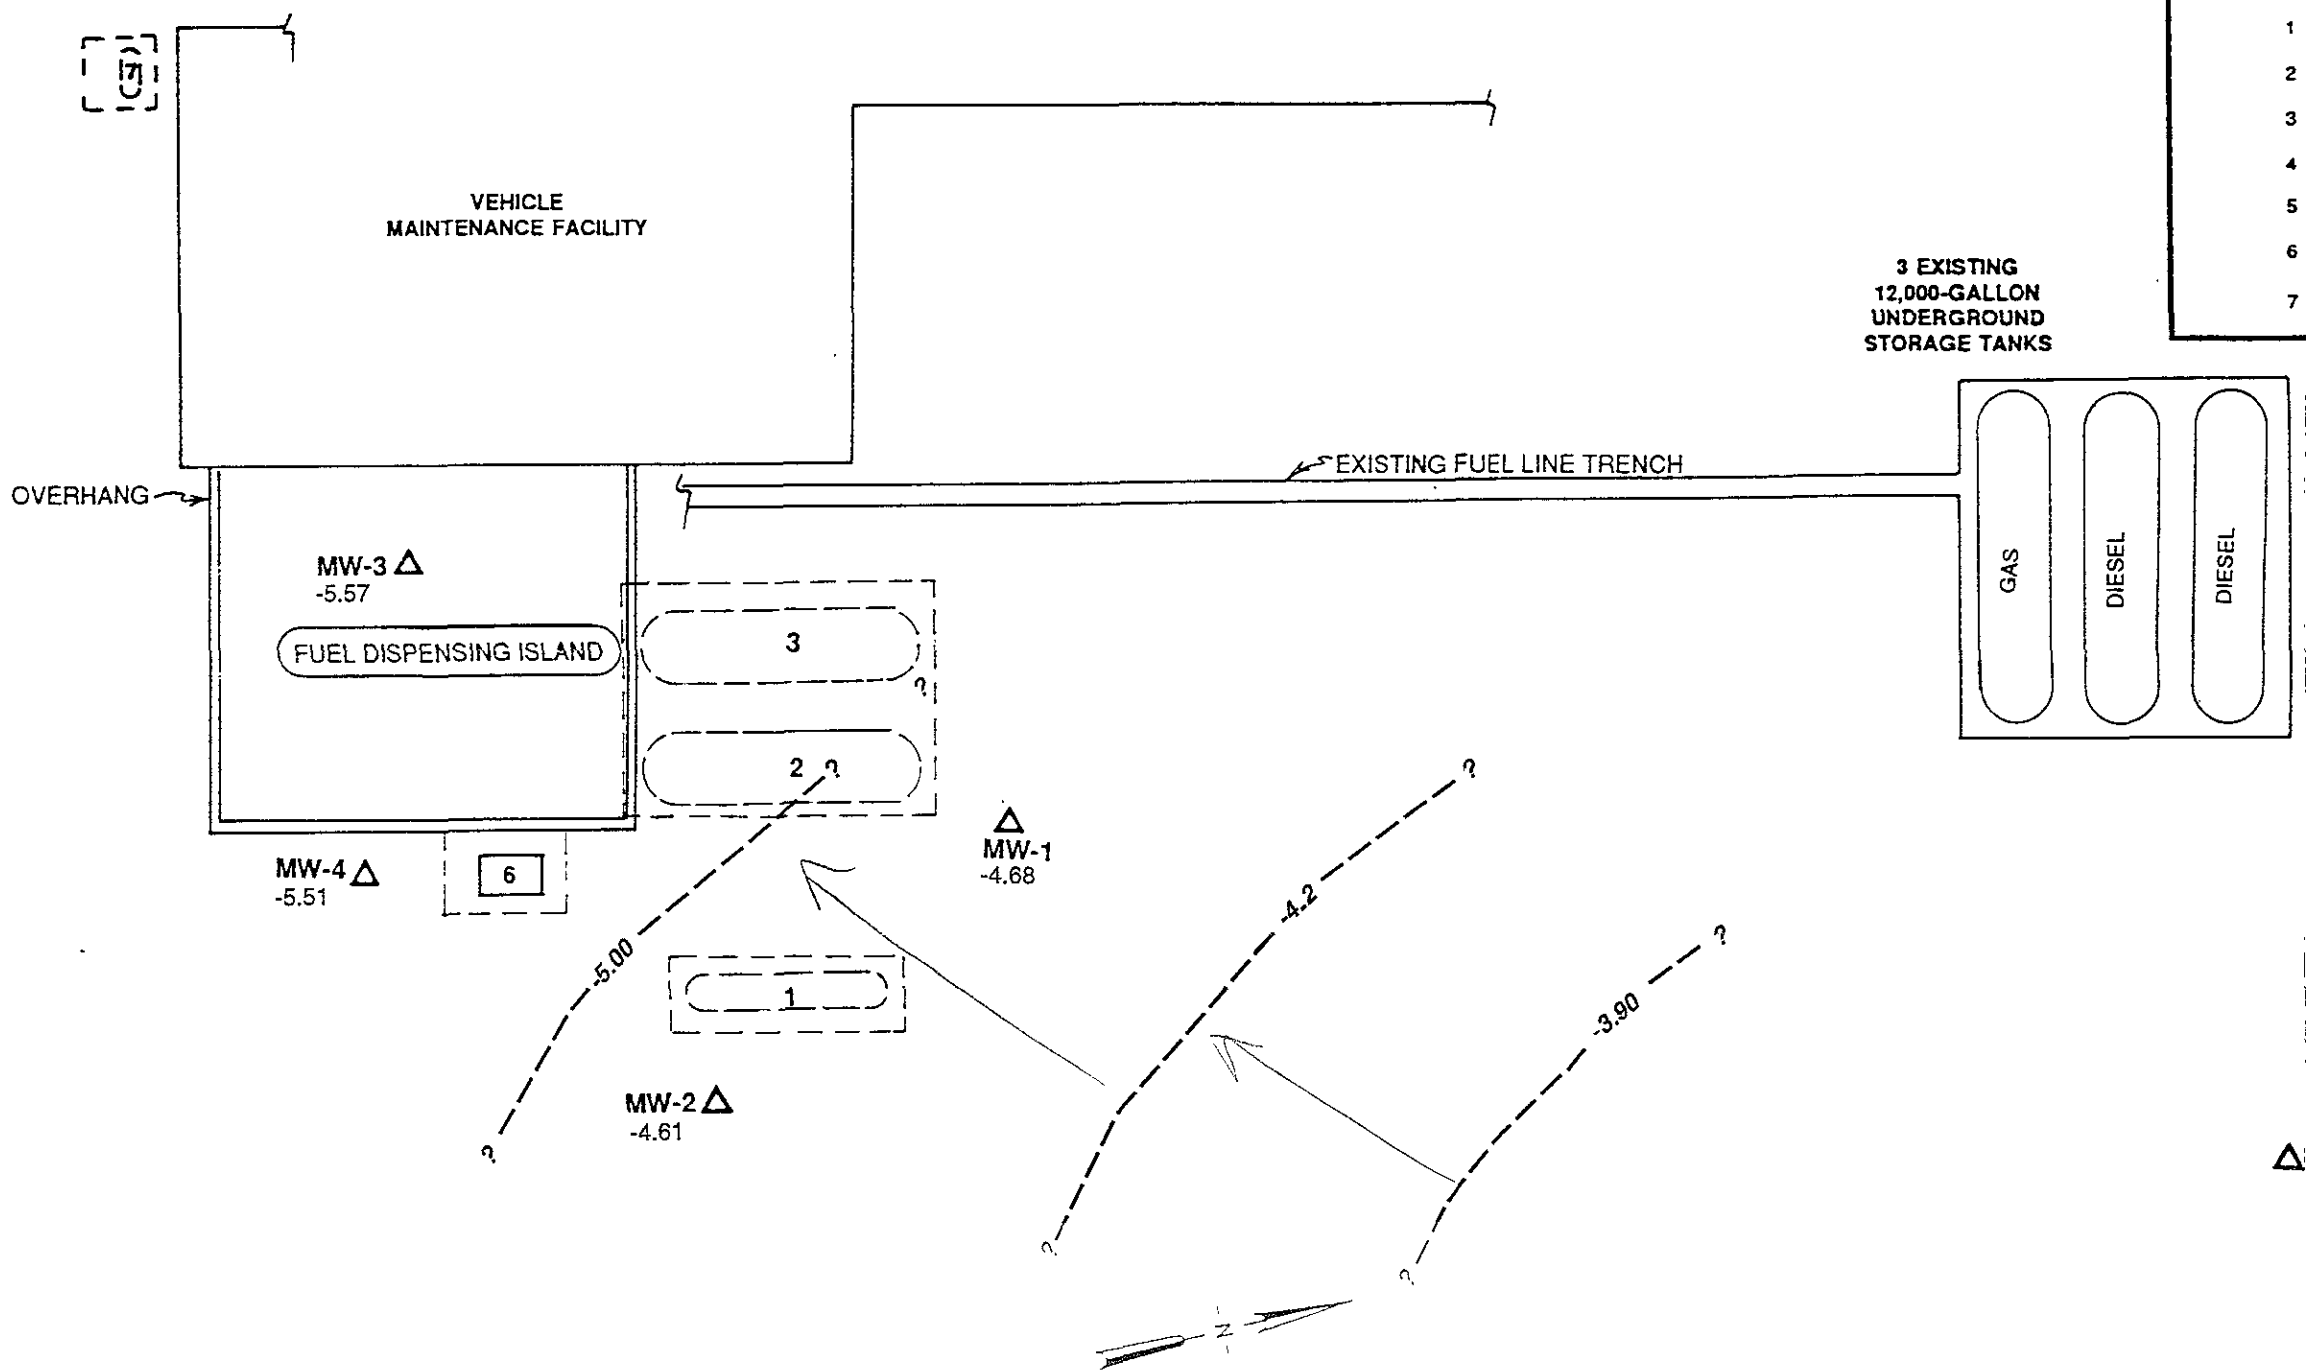 1
2
3
4
5
6
7
VEHICLE
MAINTENANCE FACILITY
3 EXISTING
12,000-GALLON
UNDERGROUND
STORAGE TANKS
EXISTING FUEL LINE TRENCH
OVERHANG
GAS
DIESEL
DIESEL
MW-3
-5.57
FUEL DISPENSING ISLAND
3
?
2 ?
?
MW-1
-4.68
MW-4
-5.51
6
-4.2
-5.00
?
1
-3.90
MW-2
-4.61
?
?
?
N